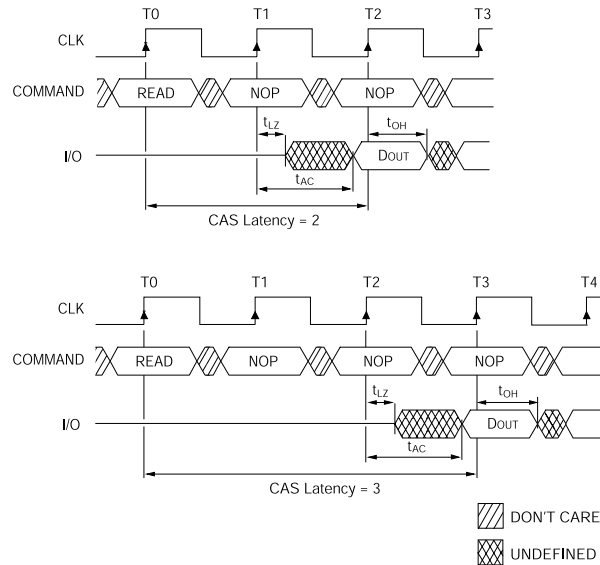 T0 T1 T2 T3
CLK
COMMAND READ NOP NOP
tLZ tOH
I/O DOUT
tAC
CAS Latency = 2
T0 T1 T2 T3 T4
CLK
COMMAND READ NOP NOP NOP
tLZ tOH
I/O DOUT
tAC
CAS Latency = 3
DON'T CARE
UNDEFINED